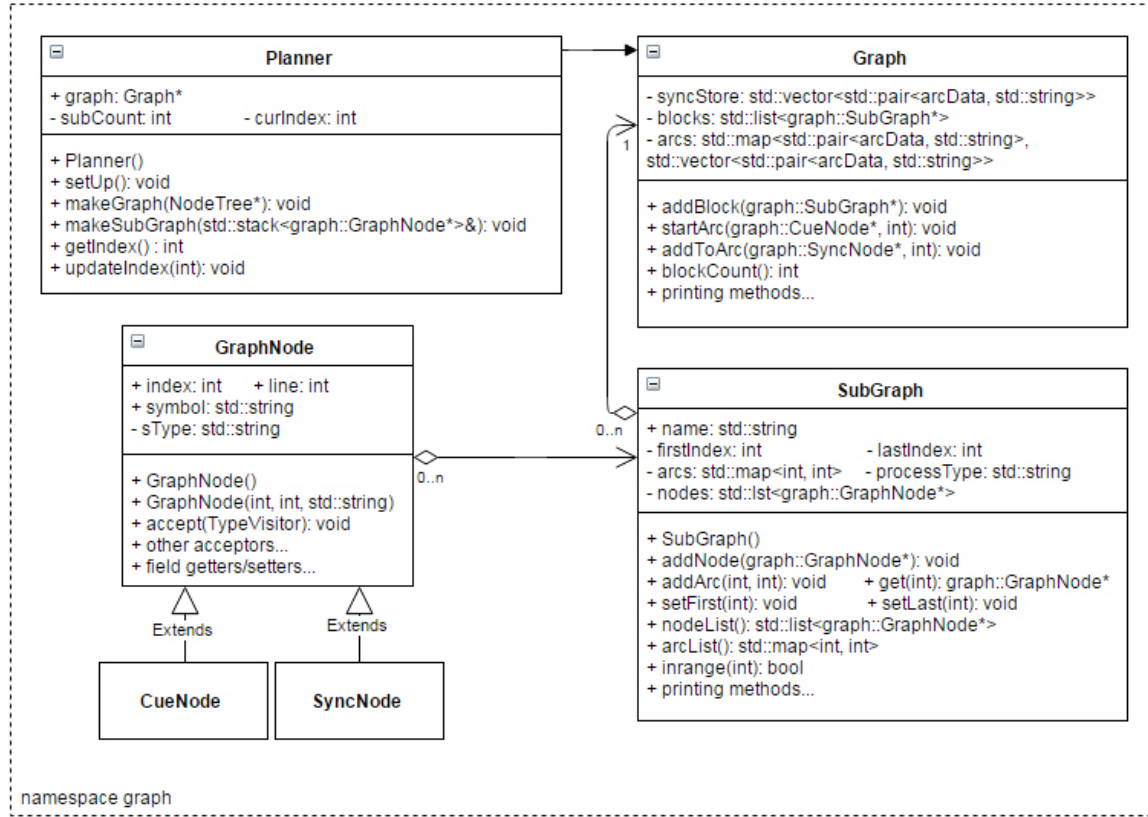 Planner
+ graph: Graph*
- subCount: int - curIndex: int
+ Planner()
+ setUp(): void
+ makeGraph(NodeTree*): void
+ makeSubGraph(std::stack<graph::GraphNode*>&): void
+ getIndex() : int
+ updateIndex(int): void
Graph
- syncStore: std::vector<std::pair<arcData, std::string>>
- blocks: std::list<graph::SubGraph*>
- arcs: std::map<std::pair<arcData, std::string>,
std::vector<std::pair<arcData, std::string>>
+ addBlock(graph::SubGraph*): void
+ startArc(graph::CueNode*, int): void
+ addToArc(graph::SyncNode*, int): void
+ blockCount(): int
+ printing methods...
1
GraphNode
+ index: int + line: int
+ symbol: std::string
- sType: std::string
+ GraphNode()
+ GraphNode(int, int, std::string)
+ accept(TypeVisitor): void
+ other acceptors...
+ field getters/setters...
0..n
0..n
SubGraph
+ name: std::string
- firstIndex: int - lastIndex: int
- arcs: std::map<int, int> - processType: std::string
- nodes: std::lst<graph::GraphNode*>
+ SubGraph()
+ addNode(graph::GraphNode*): void
+ addArc(int, int): void + get(int): graph::GraphNode*
+ setFirst(int): void + setLast(int): void
+ nodeList(): std::list<graph::GraphNode*>
+ arcList(): std::map<int, int>
+ inrange(int): bool
+ printing methods...
Extends
Extends
CueNode
SyncNode
namespace graph